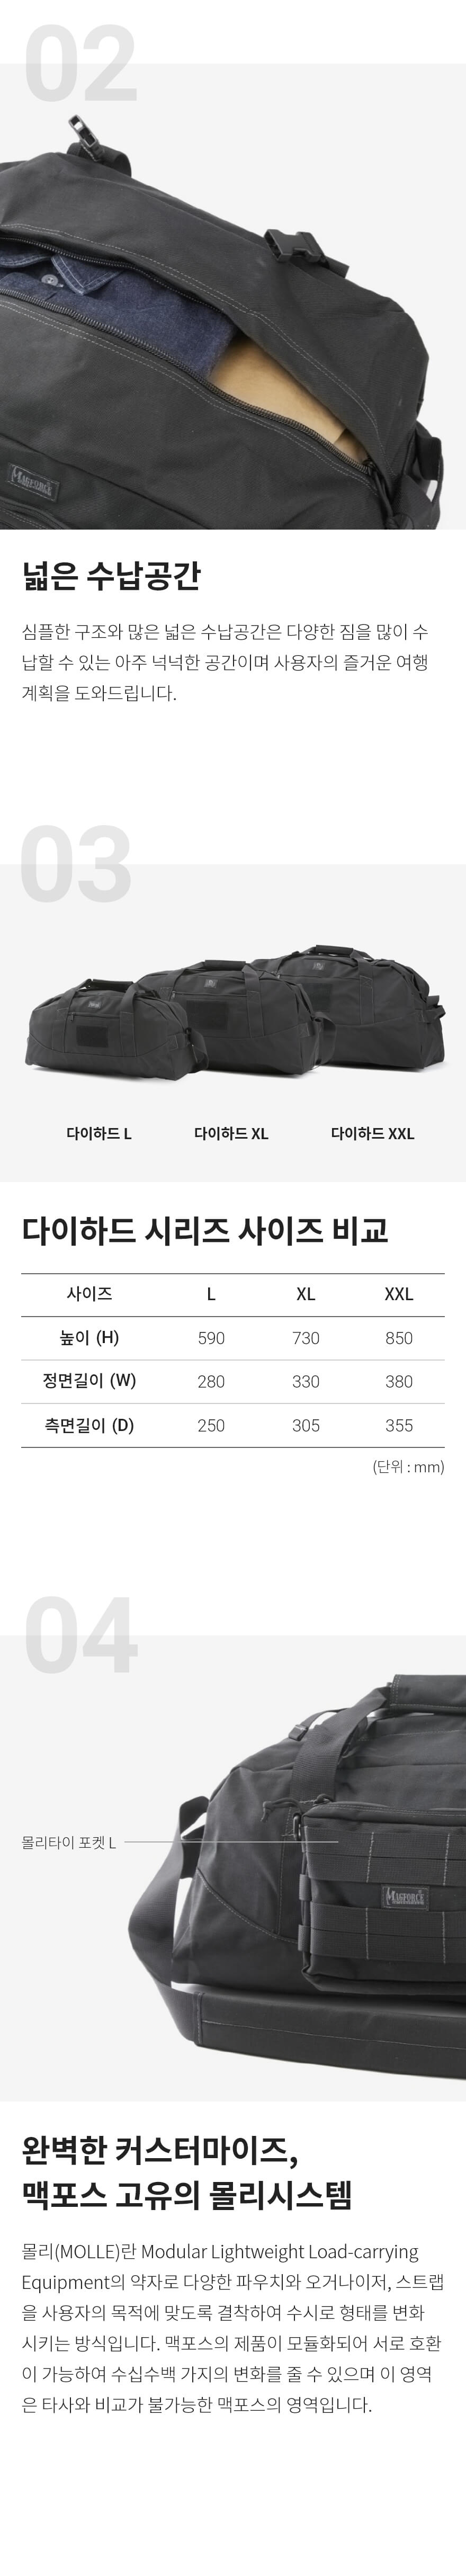 02
MAGFORCE
넓은 수납공간
심플한 구조와 많은 넓은 수납공간은 다양한 짐을 많이 수
납할 수 있는 아주 넉넉한 공간이며 사용자의 즐거운 여행
계획을 도와드립니다.
03
다이하드 L 다이하드 XL 다이하드 XXL
다이하드 시리즈 사이즈 비교
사이즈 L XL XXL
높이 (H) 590 730 850
정면길이 (W) 280 330 380
측면길이 (D) 250 305 355
(단위 : mm)
04
몰리타이 포켓 L
MAGFORCE
완벽한 커스터마이즈,
맥포스 고유의 몰리시스템
몰리(MOLLE)란 Modular Lightweight Load-carrying
Equipment의 약자로 다양한 파우치와 오거나이저, 스트랩
을 사용자의 목적에 맞도록 결착하여 수시로 형태를 변화
시키는 방식입니다. 맥포스의 제품이 모듈화되어 서로 호환
이 가능하여 수십수백 가지의 변화를 줄 수 있으며 이 영역
은 타사와 비교가 불가능한 맥포스의 영역입니다.